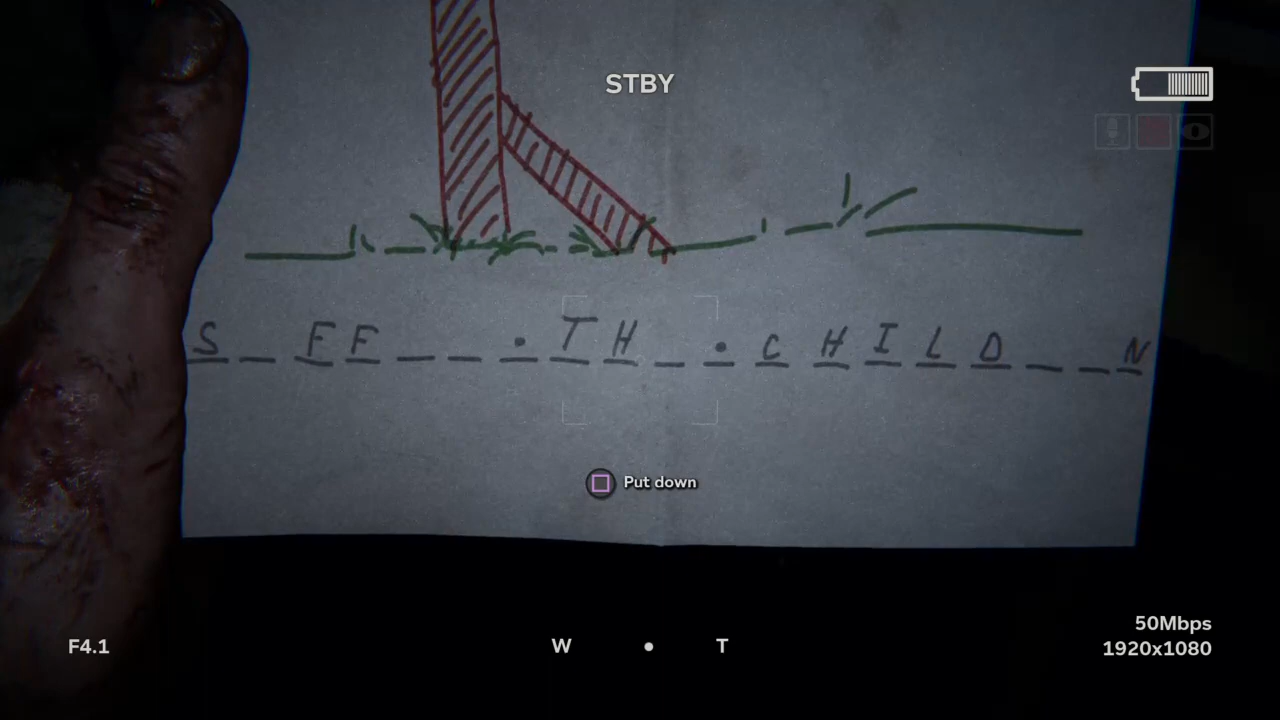 STBY
S _ F F _ _ • T H _ • C H I L D _ _ N
Put down
F4.1 W • T 50Mbps
1920x1080